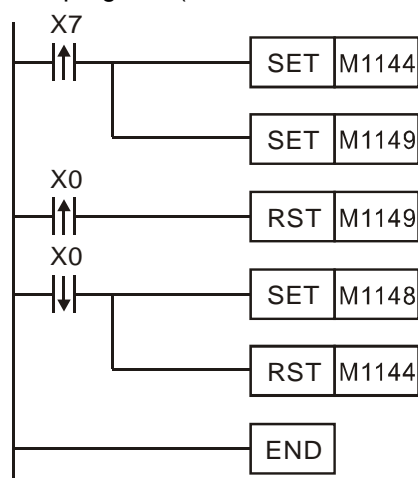 X7
SET M1144
SET M1149
X0
RST M1149
X0
SET M1148
RST M1144
END